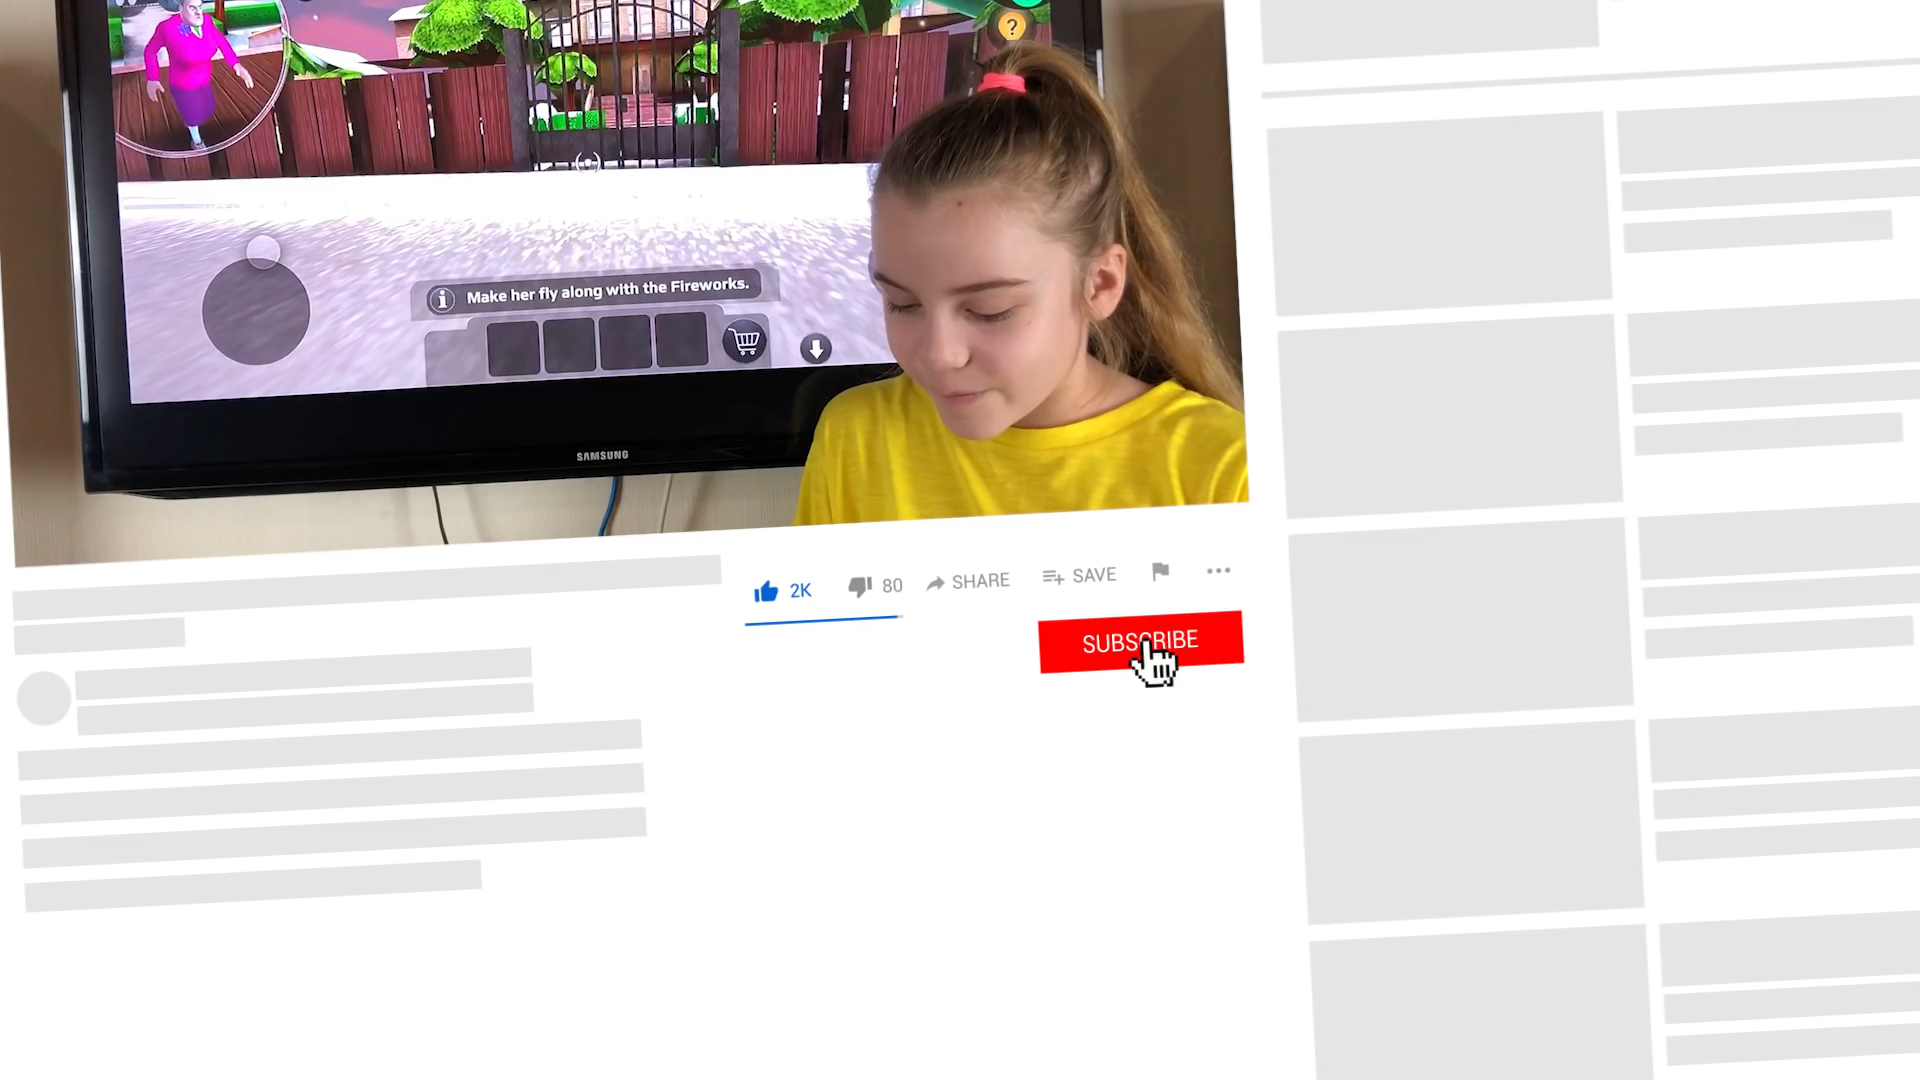 ?
Make her fly along with the Fireworks.
SAMSUNG
2K 80 SHARE SAVE
SUBSCRIBE